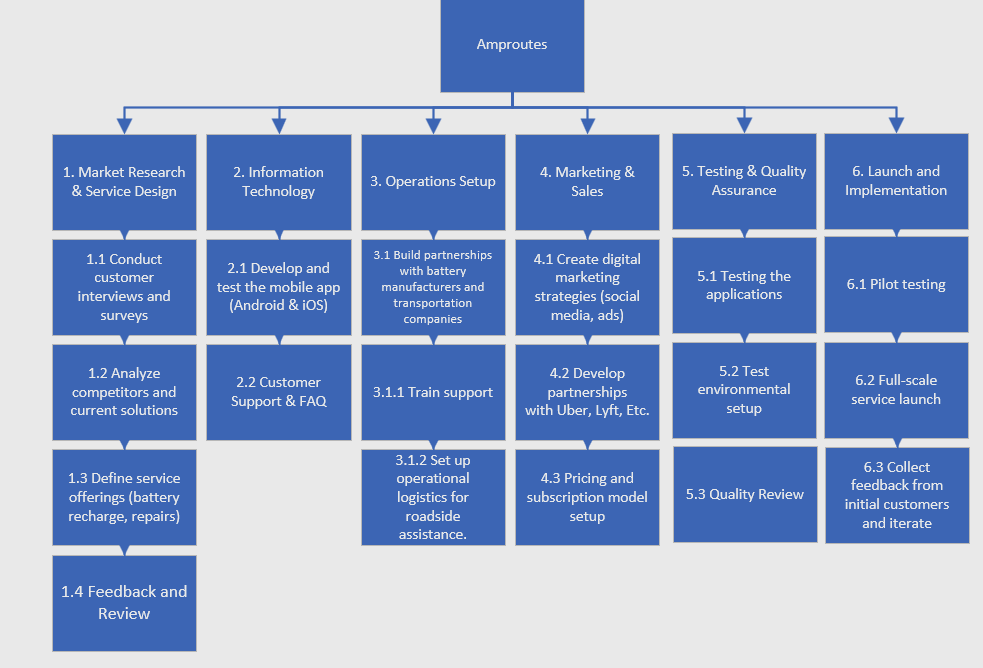 Amproutes
1. Market Research
& Service Design
1.1 Conduct
customer
interviews and
surveys
1.2 Analyze
competitors and
current solutions
1.3 Define service
offerings (battery
recharge, repairs)
1.4 Feedback and
Review
2. Information
Technology
2.1 Develop and
test the mobile app
(Android & iOS)
2.2 Customer
Support & FAQ
3. Operations Setup
3.1 Build partnerships
with battery
manufacturers and
transportation
companies
3.1.1 Train support
3.1.2 Set up
operational
logistics for
roadside
assistance.
4. Marketing &
Sales
4.1 Create digital
marketing
strategies (social
media, ads)
4.2 Develop
partnerships
with Uber, Lyft, Etc.
4.3 Pricing and
subscription model
setup
5. Testing & Quality
Assurance
5.1 Testing the
applications
5.2 Test
environmental
setup
5.3 Quality Review
6. Launch and
Implementation
6.1 Pilot testing
6.2 Full-scale
service launch
6.3 Collect
feedback from
initial customers
and iterate